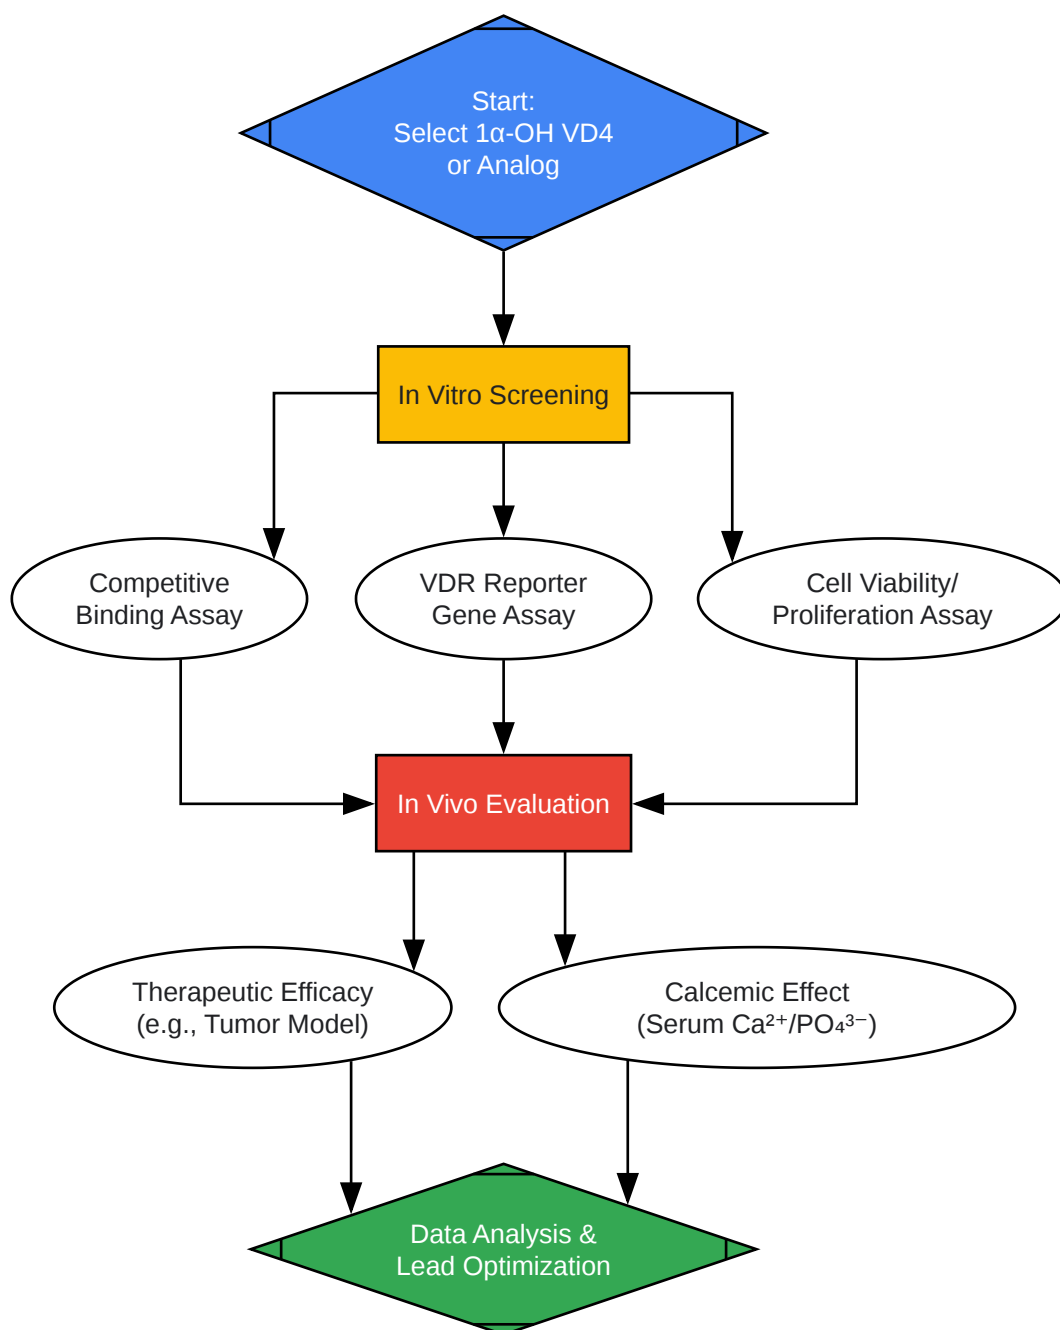 Start:
Select 1α-OH VD4
or Analog
In Vitro Screening
Competitive
Binding Assay
VDR Reporter
Gene Assay
Cell Viability/
Proliferation Assay
In Vivo Evaluation
Therapeutic Efficacy
(e.g., Tumor Model)
Calcemic Effect
(Serum Ca²⁺/PO₄³⁻)
Data Analysis &
Lead Optimization